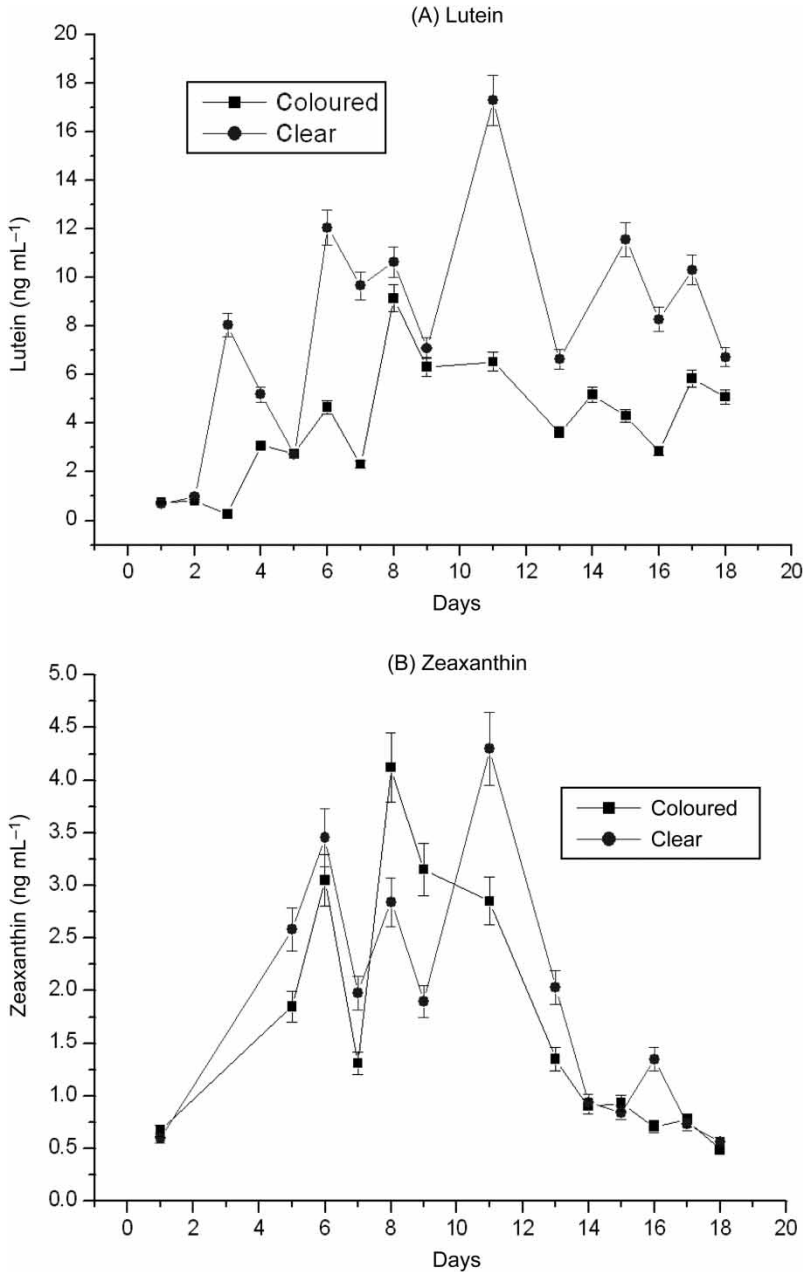 (A) Lutein
20
18
16
14
12
10
8
6
4
2
0
Lutein (ng mL⁻¹)
Coloured
Clear
0 2 4 6 8 10 12 14 16 18 20
Days
(B) Zeaxanthin
5.0
4.5
4.0
3.5
3.0
2.5
2.0
1.5
1.0
0.5
0.0
Zeaxanthin (ng mL⁻¹)
Coloured
Clear
0 2 4 6 8 10 12 14 16 18 20
Days